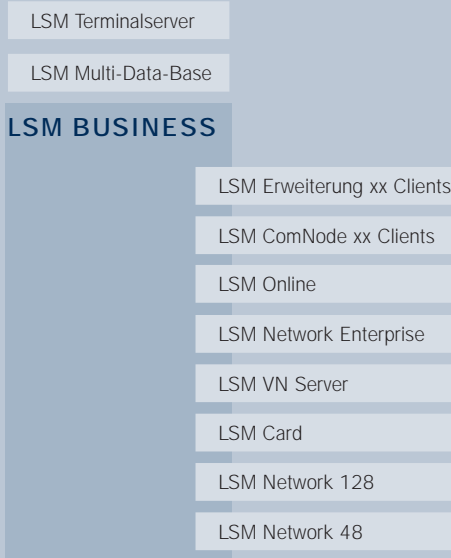 LSM Terminalserver
LSM Multi-Data-Base
LSM BUSINESS
LSM Erweiterung xx Clients
LSM ComNode xx Clients
LSM Online
LSM Network Enterprise
LSM VN Server
LSM Card
LSM Network 128
LSM Network 48